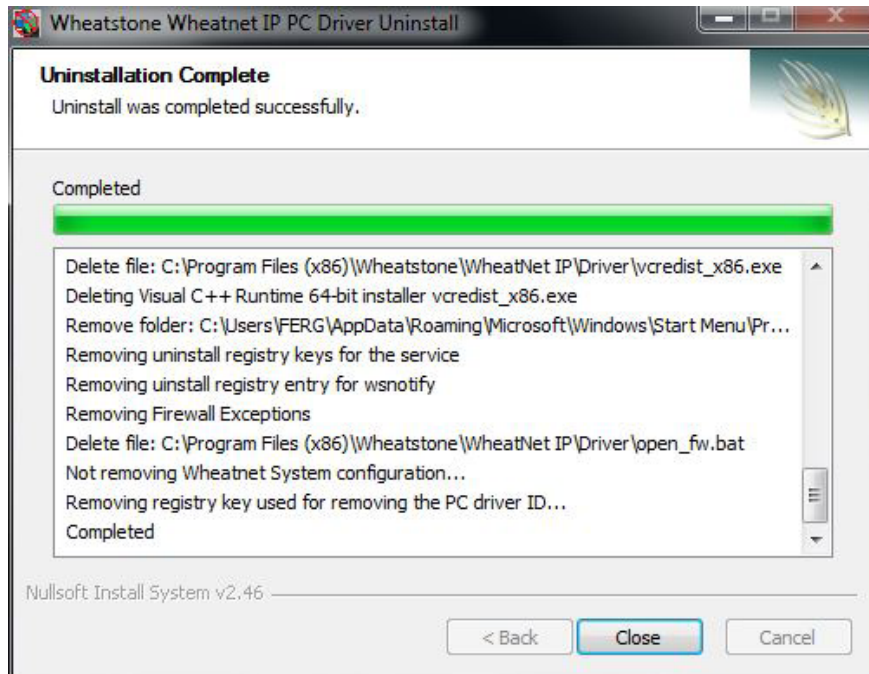 Wheatstone Wheatnet IP PC Driver Uninstall
Uninstallation Complete
Uninstall was completed successfully.
Completed
Delete file: C:\Program Files (x86)\Wheatstone\WheatNet IP\Driver\vcredist_x86.exe
Deleting Visual C++ Runtime 64-bit installer vcredist_x86.exe
Remove folder: C:\Users\FERG\AppData\Roaming\Microsoft\Windows\Start Menu\Pr...
Removing uninstall registry keys for the service
Removing uinstall registry entry for wsnotify
Removing Firewall Exceptions
Delete file: C:\Program Files (x86)\Wheatstone\WheatNet IP\Driver\open_fw.bat
Not removing Wheatnet System configuration...
Removing registry key used for removing the PC driver ID...
Completed
Nullsoft Install System v2.46
< Back Close Cancel